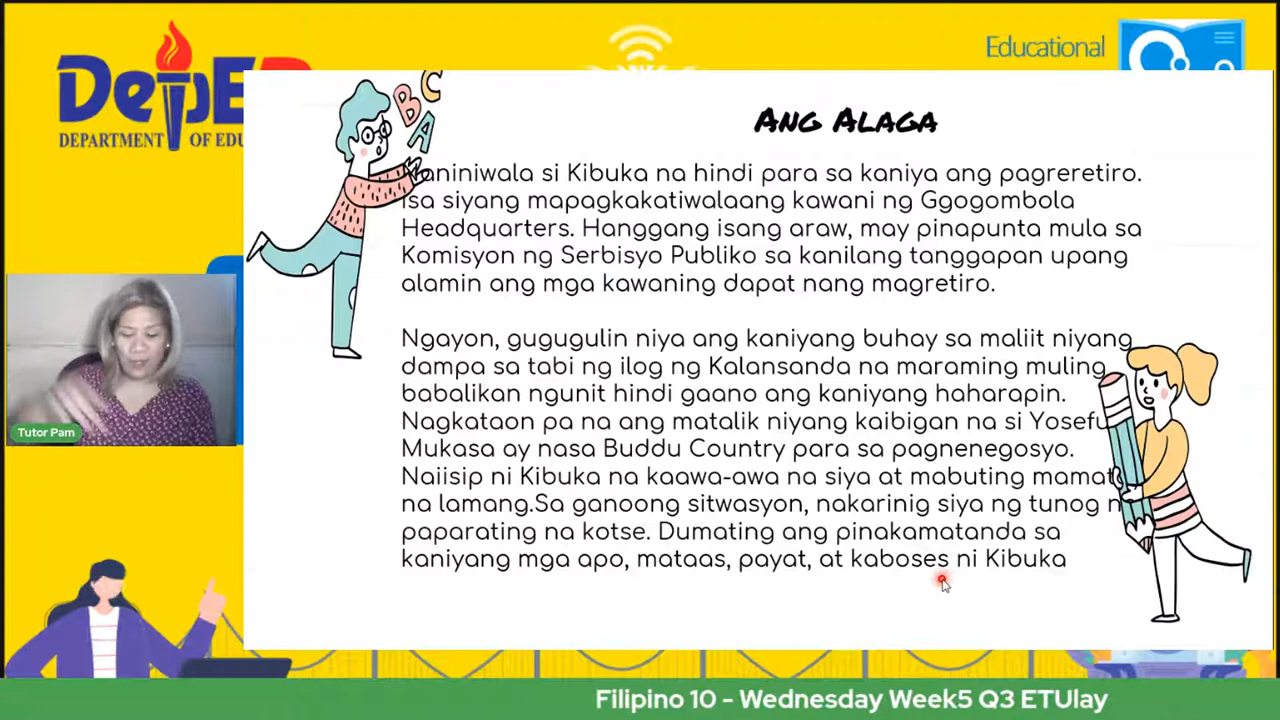 Educational
DEPARTMENT OF EDU
B C
A
ANG ALAGA
Naniniwala si Kibuka na hindi para sa kaniya ang pagreretiro.
Isa siyang mapagkakatiwalaang kawani ng Ggogombola
Headquarters. Hanggang isang araw, may pinapunta mula sa
Komisyon ng Serbisyo Publiko sa kanilang tanggapan upang
alamin ang mga kawaning dapat nang magretiro.
Ngayon, gugugulin niya ang kaniyang buhay sa maliit niyang
dampa sa tabi ng ilog ng Kalansanda na maraming muling
babalikan ngunit hindi gaano ang kaniyang haharapin.
Nagkataon pa na ang matalik niyang kaibigan na si Yosefu
Mukasa ay nasa Buddu Country para sa pagnenegosyo.
Naiisip ni Kibuka na kaawa-awa na siya at mabuting mamat
na lamang.Sa ganoong sitwasyon, nakarinig siya ng tunog n
paparating na kotse. Dumating ang pinakamatanda sa
kaniyang mga apo, mataas, payat, at kaboses ni Kibuka
Tutor Pam
Filipino 10 - Wednesday Week5 Q3 ETUlay